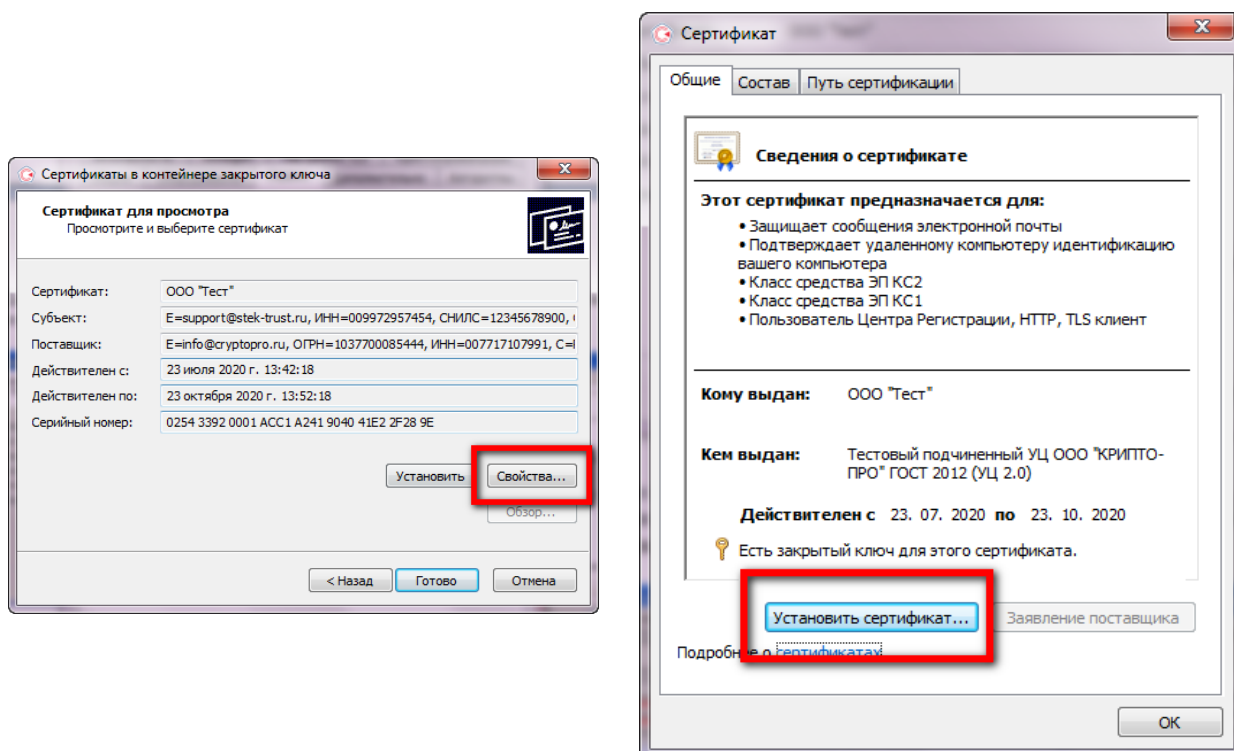 Сертификаты в контейнере закрытого ключа
Сертификат для просмотра
Просмотрите и выберите сертификат
Сертификат: ООО "Тест"
Субъект: E=support@stek-trust.ru, ИНН=009972957454, СНИЛС=12345678900,
Поставщик: E=info@cryptopro.ru, ОГРН=1037700085444, ИНН=007717107991, C=
Действителен с: 23 июля 2020 г. 13:42:18
Действителен по: 23 октября 2020 г. 13:52:18
Серийный номер: 0254 3392 0001 ACC1 A241 9040 41E2 2F28 9E
Установить Свойства...
Обзор...
< Назад Готово Отмена
Сертификат
Общие Состав Путь сертификации
Сведения о сертификате
Этот сертификат предназначается для:
• Защищает сообщения электронной почты
• Подтверждает удаленному компьютеру идентификацию
вашего компьютера
• Класс средства ЭП КС2
• Класс средства ЭП КС1
• Пользователь Центра Регистрации, HTTP, TLS клиент
Кому выдан: ООО "Тест"
Кем выдан: Тестовый подчиненный УЦ ООО "КРИПТО-
ПРО" ГОСТ 2012 (УЦ 2.0)
Действителен с 23. 07. 2020 по 23. 10. 2020
Есть закрытый ключ для этого сертификата.
Установить сертификат... Заявление поставщика
Подробнее о сертификатах
OK